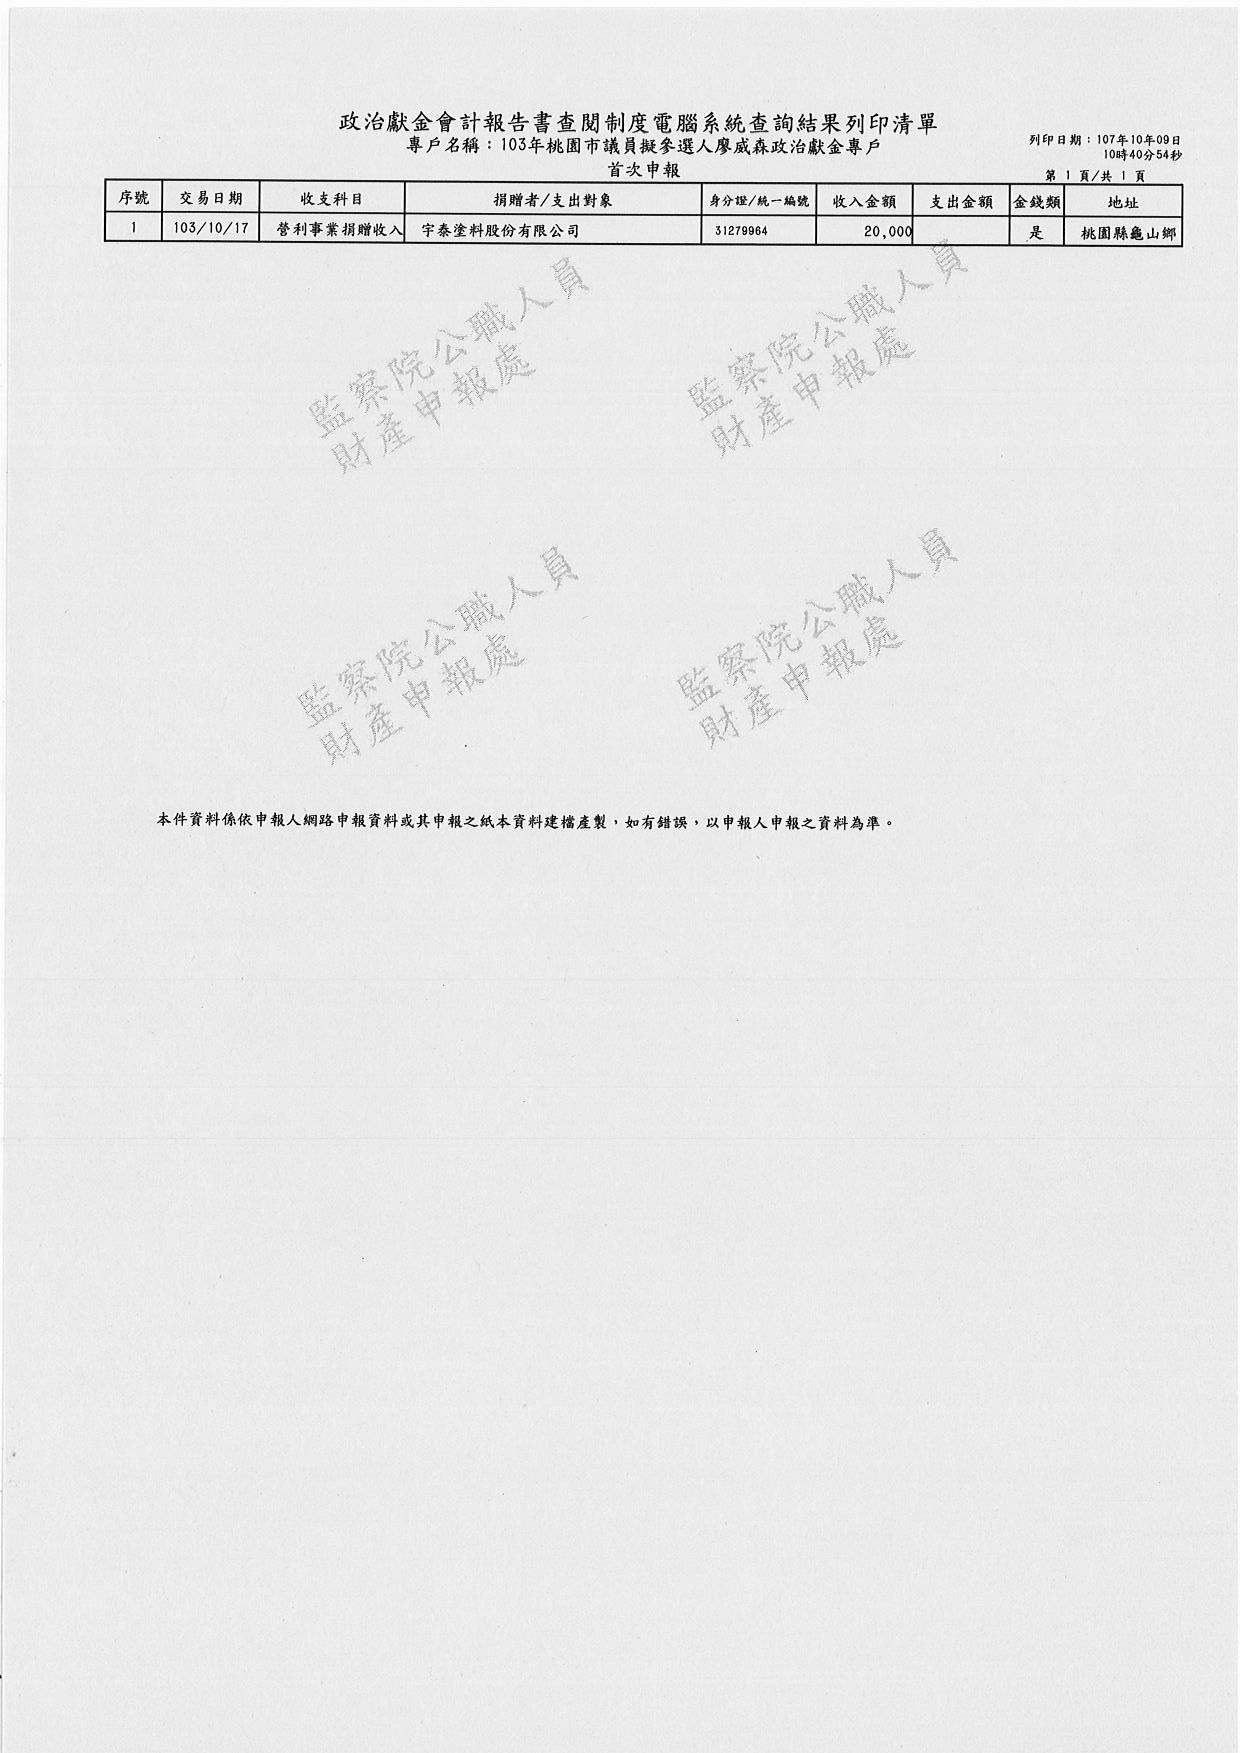 政治獻金會計報告書查閱制度電腦系統查詢結果列印清單
專戶名稱：103年桃園市議員擬參選人廖威森政治獻金專戶
首次申報
列印日期：107年10年09日
10時40分54秒
第 1 頁/共 1 頁
序號 交易日期 收支科目 捐贈者/支出對象 身分證/統一編號 收入金額 支出金額 金錢類 地址
1 103/10/17 營利事業捐贈收入 宇泰塗料股份有限公司 31279964 20,000 是 桃園縣龜山鄉
監察院公職人員
財產申報處
監察院公職人員
財產申報處
監察院公職人員
財產申報處
監察院公職人員
財產申報處
本件資料係依申報人網路申報資料或其申報之紙本資料建檔產製，如有錯誤，以申報人申報之資料為準。